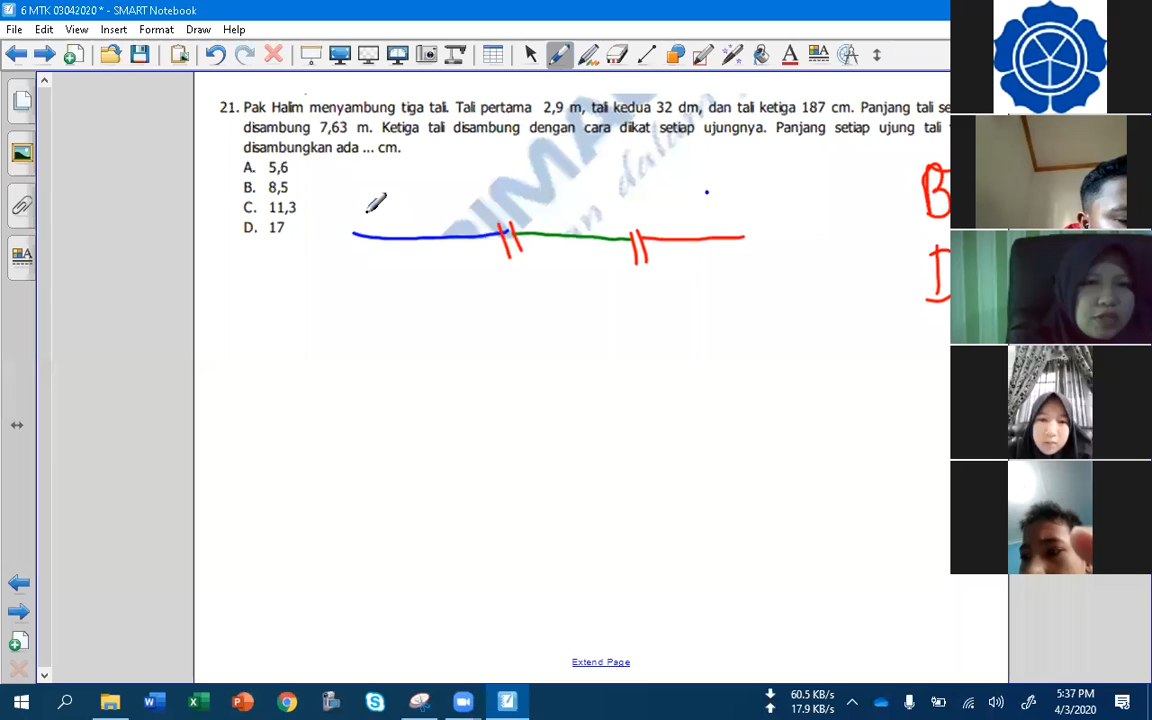 6 MTK 03042020 * - SMART Notebook
File Edit View Insert Format Draw Help
21. Pak Halim menyambung tiga tali. Tali pertama 2,9 m, tali kedua 32 dm, dan tali ketiga 187 cm. Panjang tali
disambung 7,63 m. Ketiga tali disambung dengan cara diikat setiap ujungnya. Panjang setiap ujung tali
disambungkan ada ... cm.
A. 5,6
B. 8,5
C. 11,3
D. 17
B
D
Extend Page
60.5 KB/s
17.9 KB/s
5:37 PM
4/3/2020